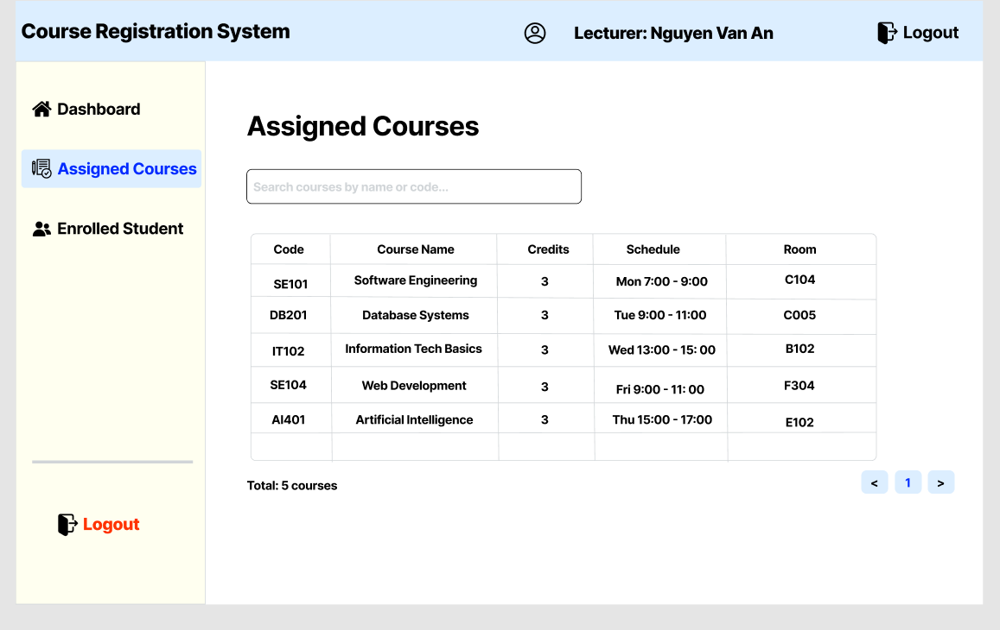 Course Registration System
Lecturer: Nguyen Van An
Logout
Dashboard
Assigned Courses
Enrolled Student
Logout
Assigned Courses
Search courses by name or code...
Code Course Name Credits Schedule Room
SE101 Software Engineering 3 Mon 7:00 - 9:00 C104
DB201 Database Systems 3 Tue 9:00 - 11:00 C005
IT102 Information Tech Basics 3 Wed 13:00 - 15: 00 B102
SE104 Web Development 3 Fri 9:00 - 11: 00 F304
AI401 Artificial Intelligence 3 Thu 15:00 - 17:00 E102
Total: 5 courses
< 1 >